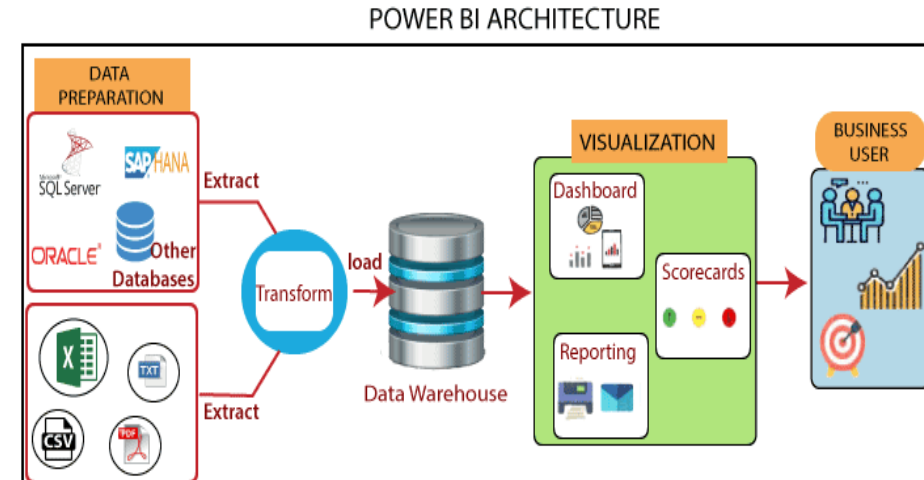 POWER BI ARCHITECTURE
DATA
PREPARATION
Microsoft
SQL Server
SAP HANA
ORACLE
Other
Databases
Extract
X
TXT
CSV
PDF
Extract
Transform
load
Data Warehouse
VISUALIZATION
Dashboard
Scorecards
Reporting
BUSINESS
USER